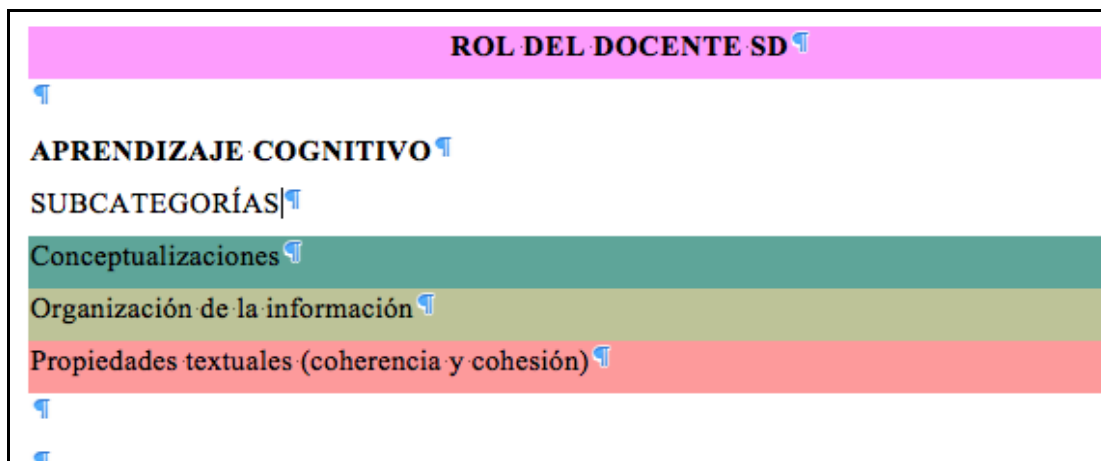 ROL DEL DOCENTE SD
APRENDIZAJE COGNITIVO
SUBCATEGORÍAS
Conceptualizaciones
Organización de la información
Propiedades textuales (coherencia y cohesión)